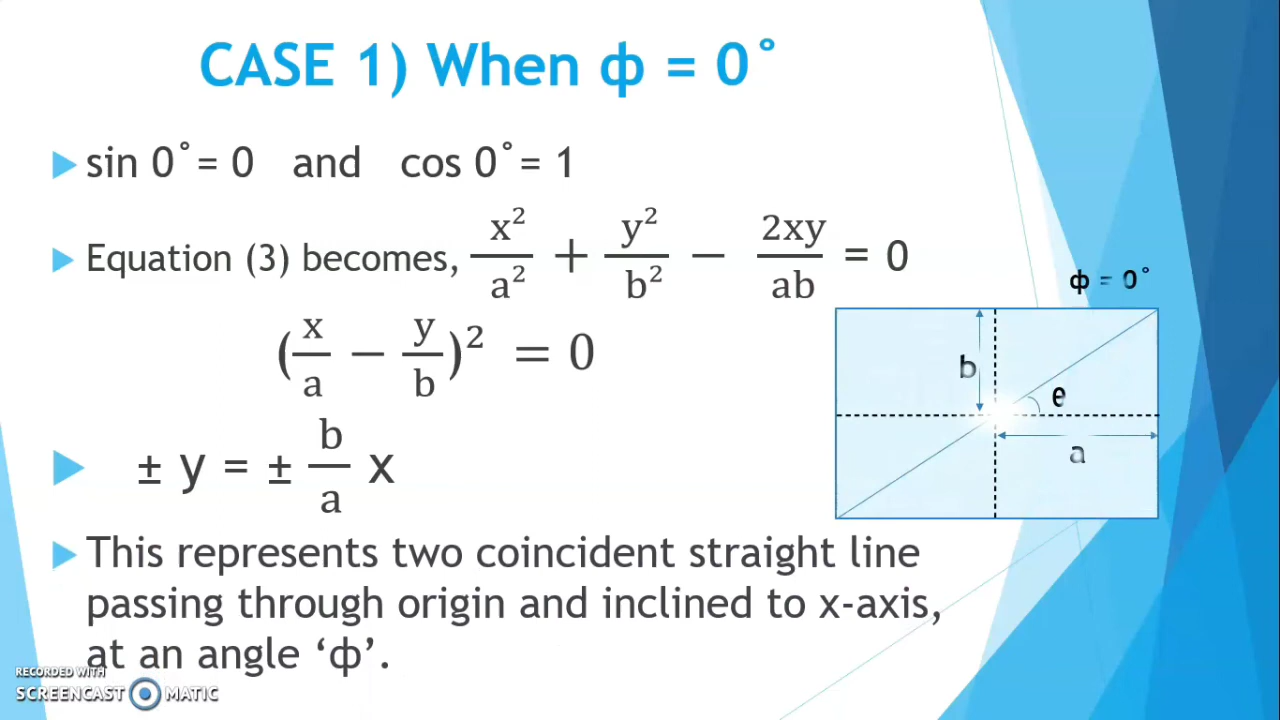 CASE 1) When ф = 0˚
sin 0˚= 0 and cos 0˚= 1
Equation (3) becomes, x²/a² + y²/b² − 2xy/ab = 0
(x/a − y/b)² = 0
± y = ± b/a x
ф = 0˚
b
θ
a
This represents two coincident straight line
passing through origin and inclined to x-axis,
at an angle ‘ф’.
RECORDED WITH
SCREENCAST MATIC